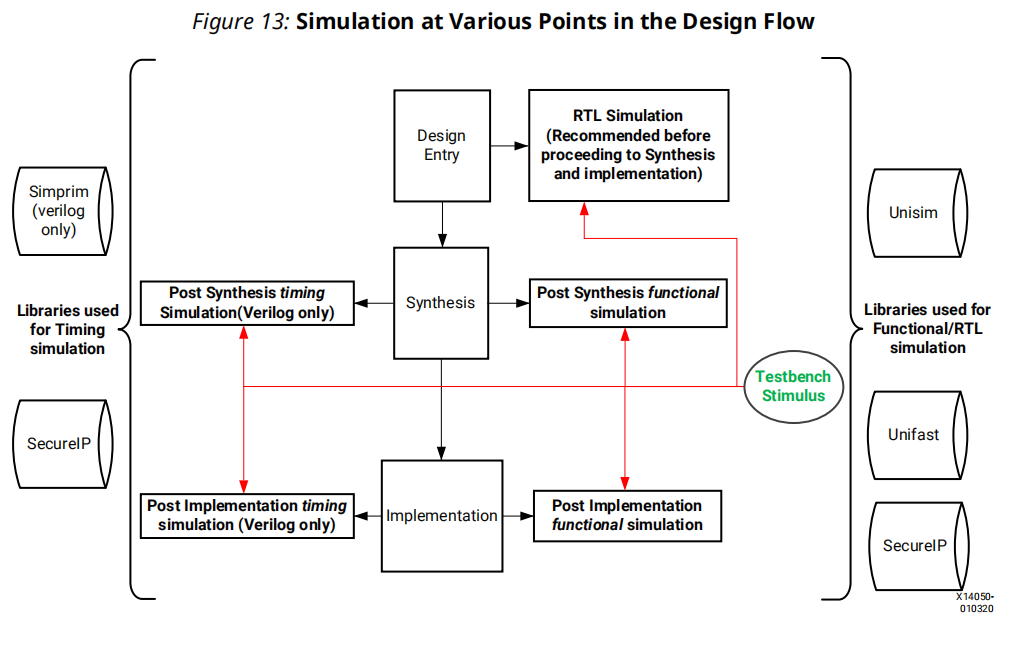 Figure 13: Simulation at Various Points in the Design Flow
Design
Entry
RTL Simulation
(Recommended before
proceeding to Synthesis
and implementation)
Simprim
(verilog
only)
Unisim
Post Synthesis timing
Simulation(Verilog only)
Synthesis
Post Synthesis functional
simulation
Libraries used
for Timing
simulation
Libraries used for
Functional/RTL
simulation
Testbench
Stimulus
SecureIP
Unifast
Post Implementation timing
simulation (Verilog only)
Implementation
Post Implementation
functional simulation
SecureIP
X14050-
010320